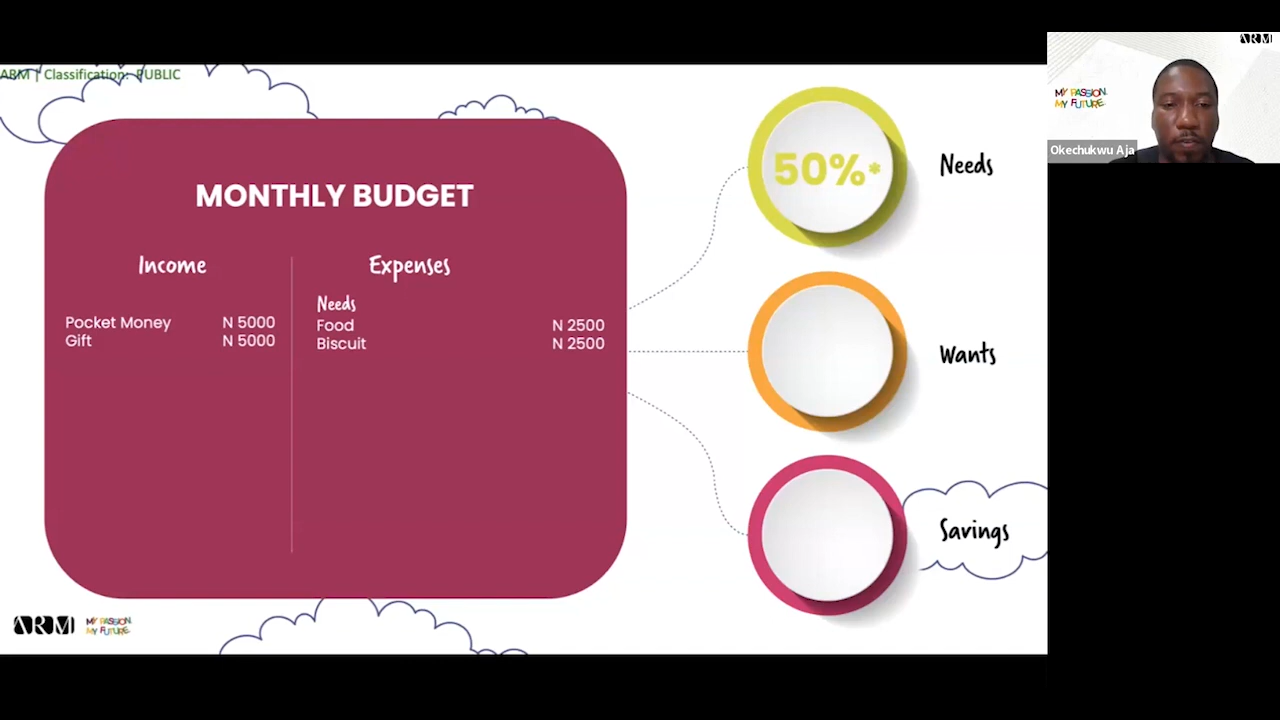 ARM | Classification: PUBLIC
MONTHLY BUDGET
Income
Expenses
Needs
Pocket Money N 5000
Gift N 5000
Food N 2500
Biscuit N 2500
50%*
Needs
Wants
Savings
ARM
MY PASSION.
MY FUTURE.
ARM
MY PASSION.
MY FUTURE.
Okechukwu Aja